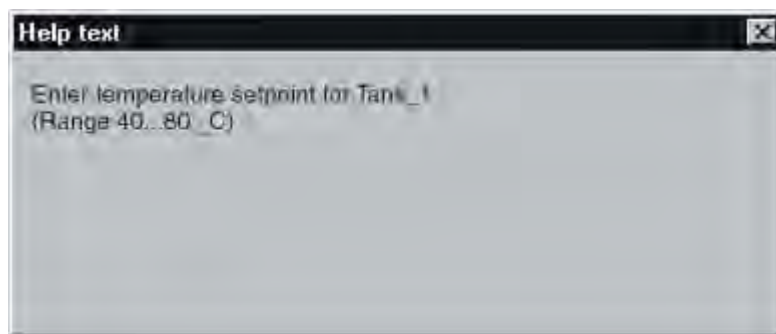 Help text
Enter temperature setpoint for Tank_1
(Range 40...80 _C)